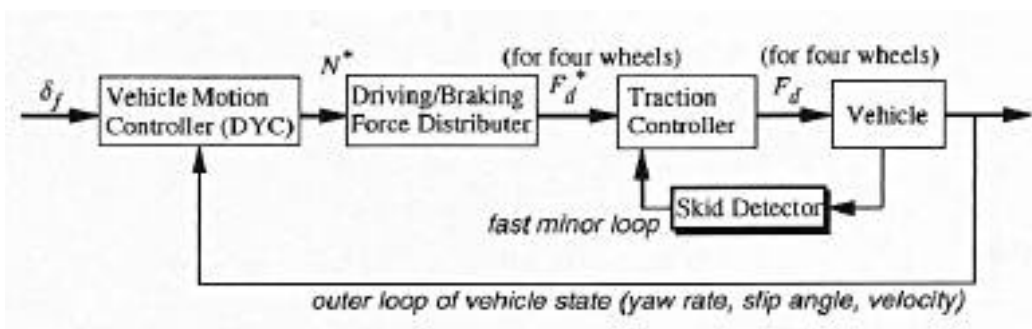 (for four wheels) (for four wheels)
δf N* Fd* Fd
Vehicle Motion
Controller (DYC)
Driving/Braking
Force Distributer
Traction
Controller
Vehicle
Skid Detector
fast minor loop
outer loop of vehicle state (yaw rate, slip angle, velocity)